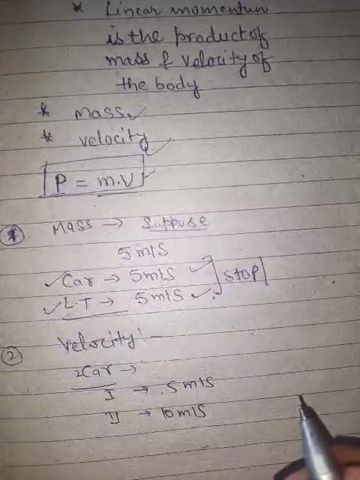 * Linear momentum
is the product of
mass & velocity of
the body
* mass ✓
* velocity
P = m.V
① Mass → Suppose
5 m/s
✓ Car → 5 m/s ✓
✓ LT → 5 m/s ✓ ] Stop
② Velocity! —
2 Car →
I → 5 m/s
II → 10 m/s